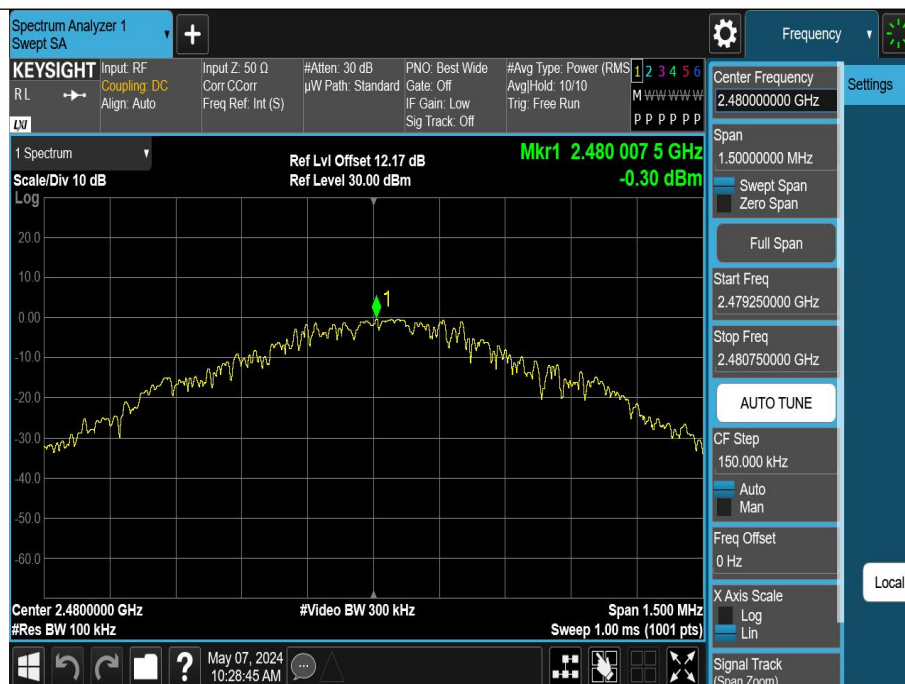 Spectrum Analyzer 1
Swept SA
Frequency
KEYSIGHT
RL
LXI
Input: RF
Coupling: DC
Align: Auto
Input Z: 50 Ω
Corr CCorr
Freq Ref: Int (S)
#Atten: 30 dB
µW Path: Standard
PNO: Best Wide
Gate: Off
IF Gain: Low
Sig Track: Off
#Avg Type: Power (RMS
Avg|Hold: 10/10
Trig: Free Run
1 2 3 4 5 6
M W W W W W
P P P P P P
1 Spectrum
Scale/Div 10 dB
Log
Ref Lvl Offset 12.17 dB
Ref Level 30.00 dBm
Mkr1 2.480 007 5 GHz
-0.30 dBm
20.0
10.0
0.00
-10.0
-20.0
-30.0
-40.0
-50.0
-60.0
1
Center 2.4800000 GHz
#Res BW 100 kHz
#Video BW 300 kHz
Span 1.500 MHz
Sweep 1.00 ms (1001 pts)
Center Frequency
2.480000000 GHz
Settings
Span
1.50000000 MHz
Swept Span
Zero Span
Full Span
Start Freq
2.479250000 GHz
Stop Freq
2.480750000 GHz
AUTO TUNE
CF Step
150.000 kHz
Auto
Man
Freq Offset
0 Hz
Local
X Axis Scale
Log
Lin
Signal Track
(Span Zoom)
May 07, 2024
10:28:45 AM